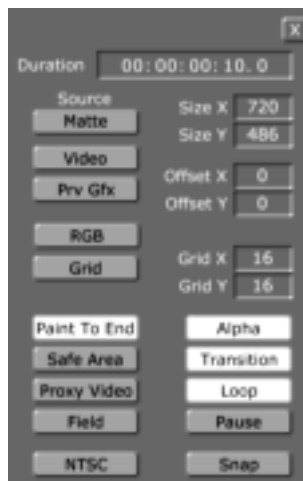 X
Duration 00:00:00:10.0
Source
Matte
Size X 720
Size Y 486
Video
Prv Gfx
Offset X 0
Offset Y 0
RGB
Grid
Grid X 16
Grid Y 16
Paint To End
Alpha
Safe Area
Transition
Proxy Video
Loop
Field
Pause
NTSC
Snap